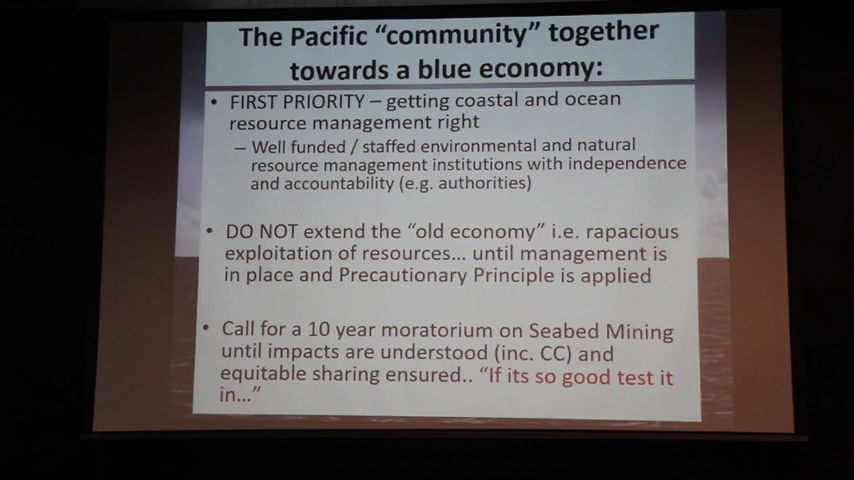 The Pacific “community” together
towards a blue economy:
• FIRST PRIORITY – getting coastal and ocean
resource management right
– Well funded / staffed environmental and natural
resource management institutions with independence
and accountability (e.g. authorities)
• DO NOT extend the “old economy” i.e. rapacious
exploitation of resources... until management is
in place and Precautionary Principle is applied
• Call for a 10 year moratorium on Seabed Mining
until impacts are understood (inc. CC) and
equitable sharing ensured.. “If its so good test it
in...”